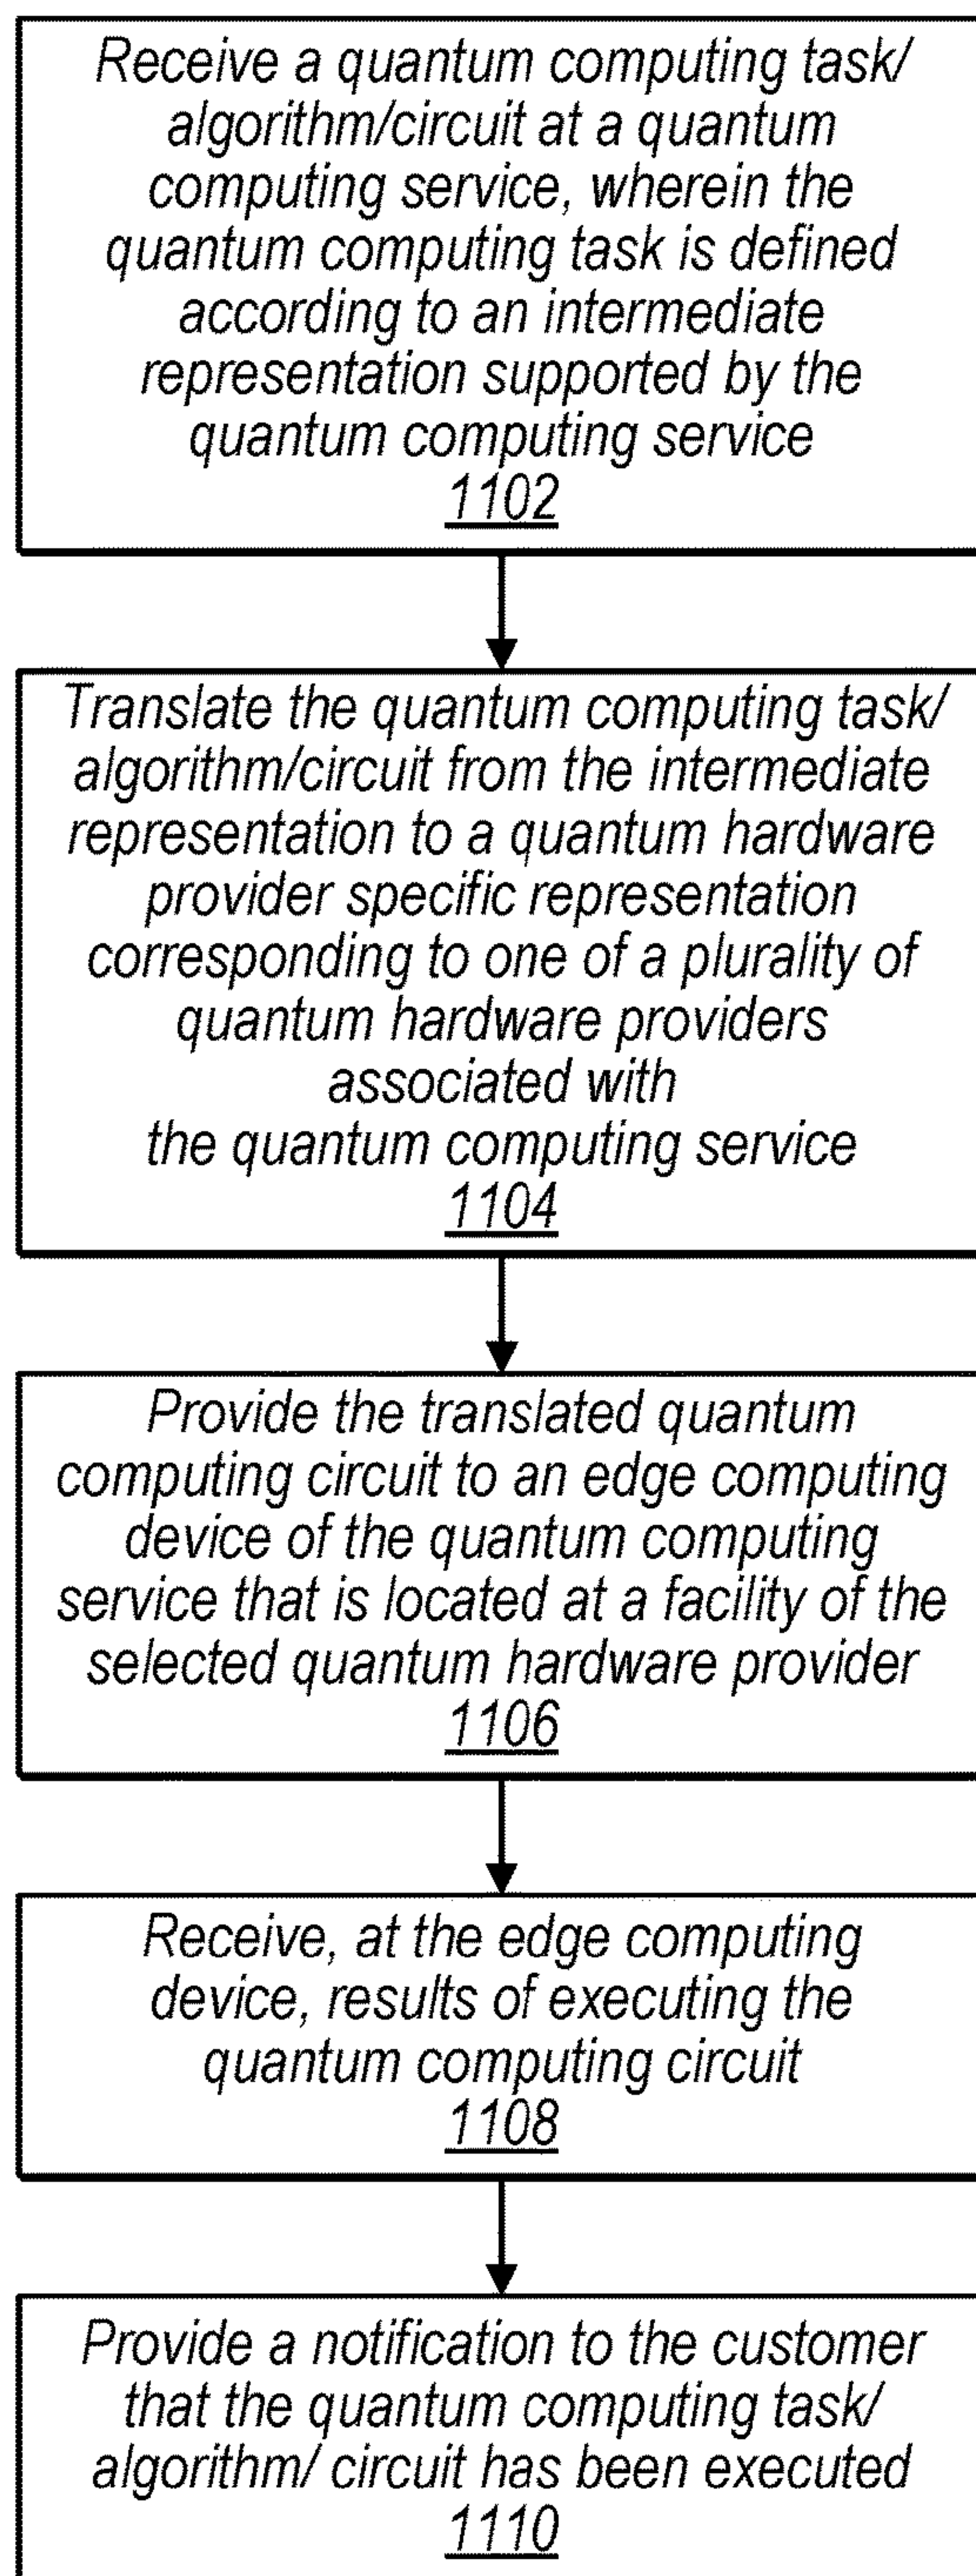 Receive a quantum computing task/
algorithm/circuit at a quantum
computing service, wherein the
quantum computing task is defined
according to an intermediate
representation supported by the
quantum computing service
1102
Translate the quantum computing task/
algorithm/circuit from the intermediate
representation to a quantum hardware
provider specific representation
corresponding to one of a plurality of
quantum hardware providers
associated with
the quantum computing service
1104
Provide the translated quantum
computing circuit to an edge computing
device of the quantum computing
service that is located at a facility of the
selected quantum hardware provider
1106
Receive, at the edge computing
device, results of executing the
quantum computing circuit
1108
Provide a notification to the customer
that the quantum computing task/
algorithm/ circuit has been executed
1110